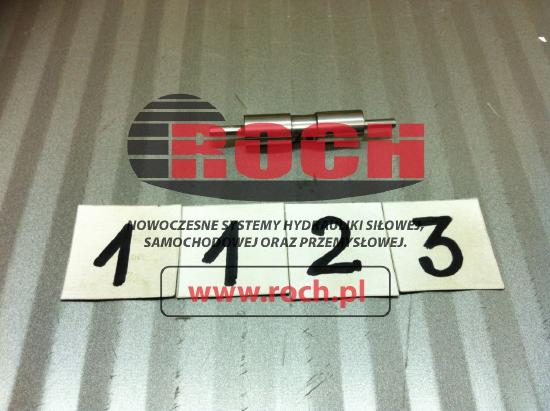 ROCH
NOWOCZESNE SYSTEMY HYDRAULIKI SIŁOWEJ,
SAMOCHODOWEJ ORAZ PRZEMYSŁOWEJ.
1 1 2 3
www.roch.pl